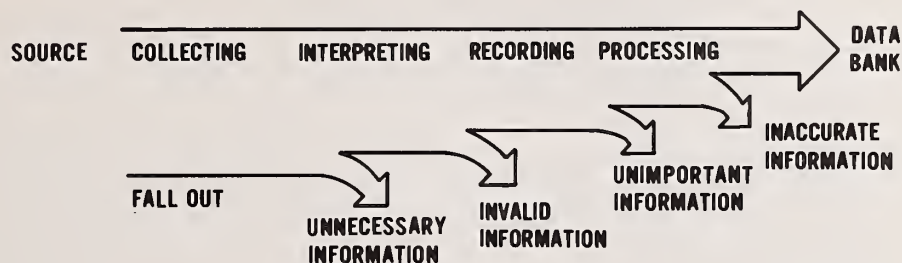 SOURCE COLLECTING INTERPRETING RECORDING PROCESSING DATA
BANK
FALL OUT
UNNECESSARY
INFORMATION
INVALID
INFORMATION
UNIMPORTANT
INFORMATION
INACCURATE
INFORMATION